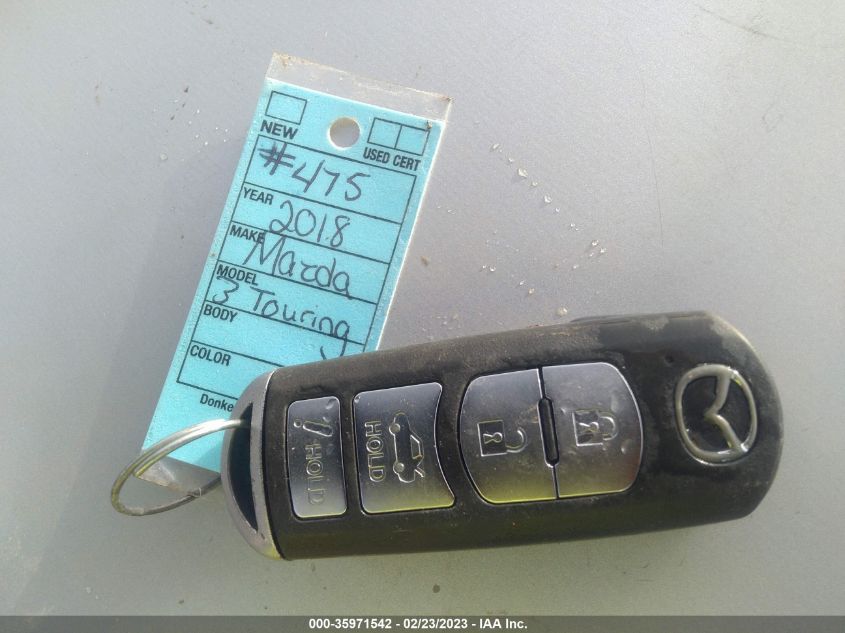 NEW
USED CERT
#475
YEAR 2018
MAKE Mazda
MODEL 3 Touring
BODY
COLOR
HOLD
HOLD
000-35971542 - 02/23/2023 - IAA Inc.